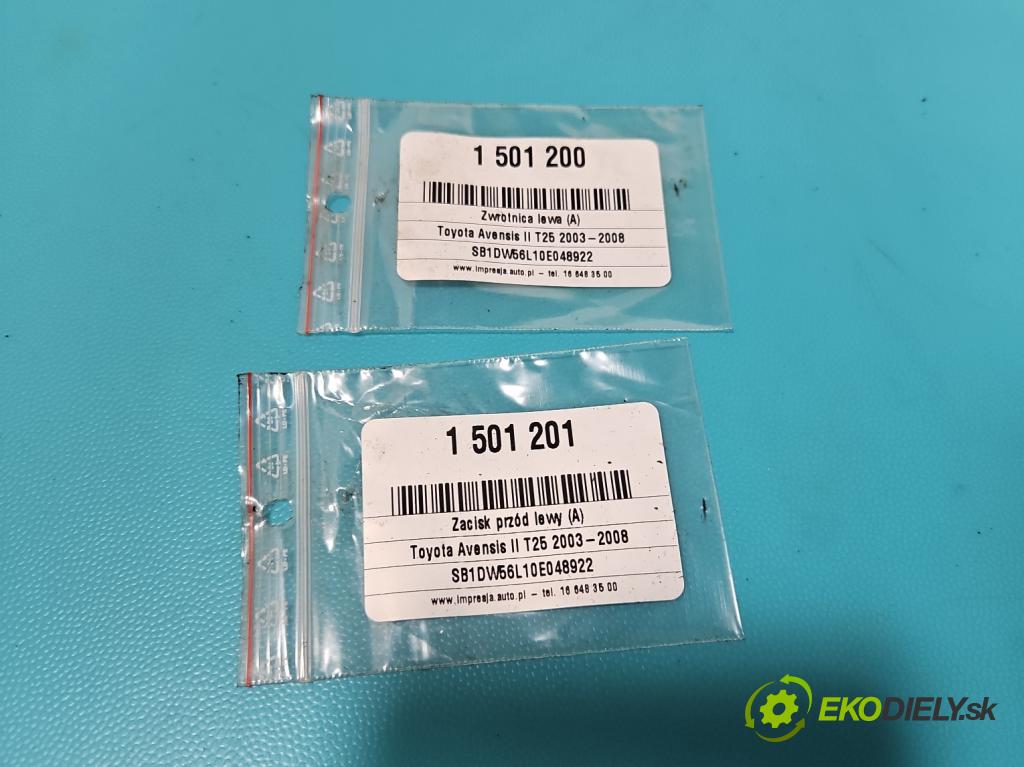 1 501 200
Zwrotnica lewa (A)
Toyota Avensis II T25 2003-2008
SB1DW56L10E048922
www.impresja.auto.pl - tel. 16 648 35 00
1 501 201
Zacisk przód lewy (A)
Toyota Avensis II T25 2003-2008
SB1DW56L10E048922
www.impresja.auto.pl - tel. 16 648 35 00
EKODIELY.sk